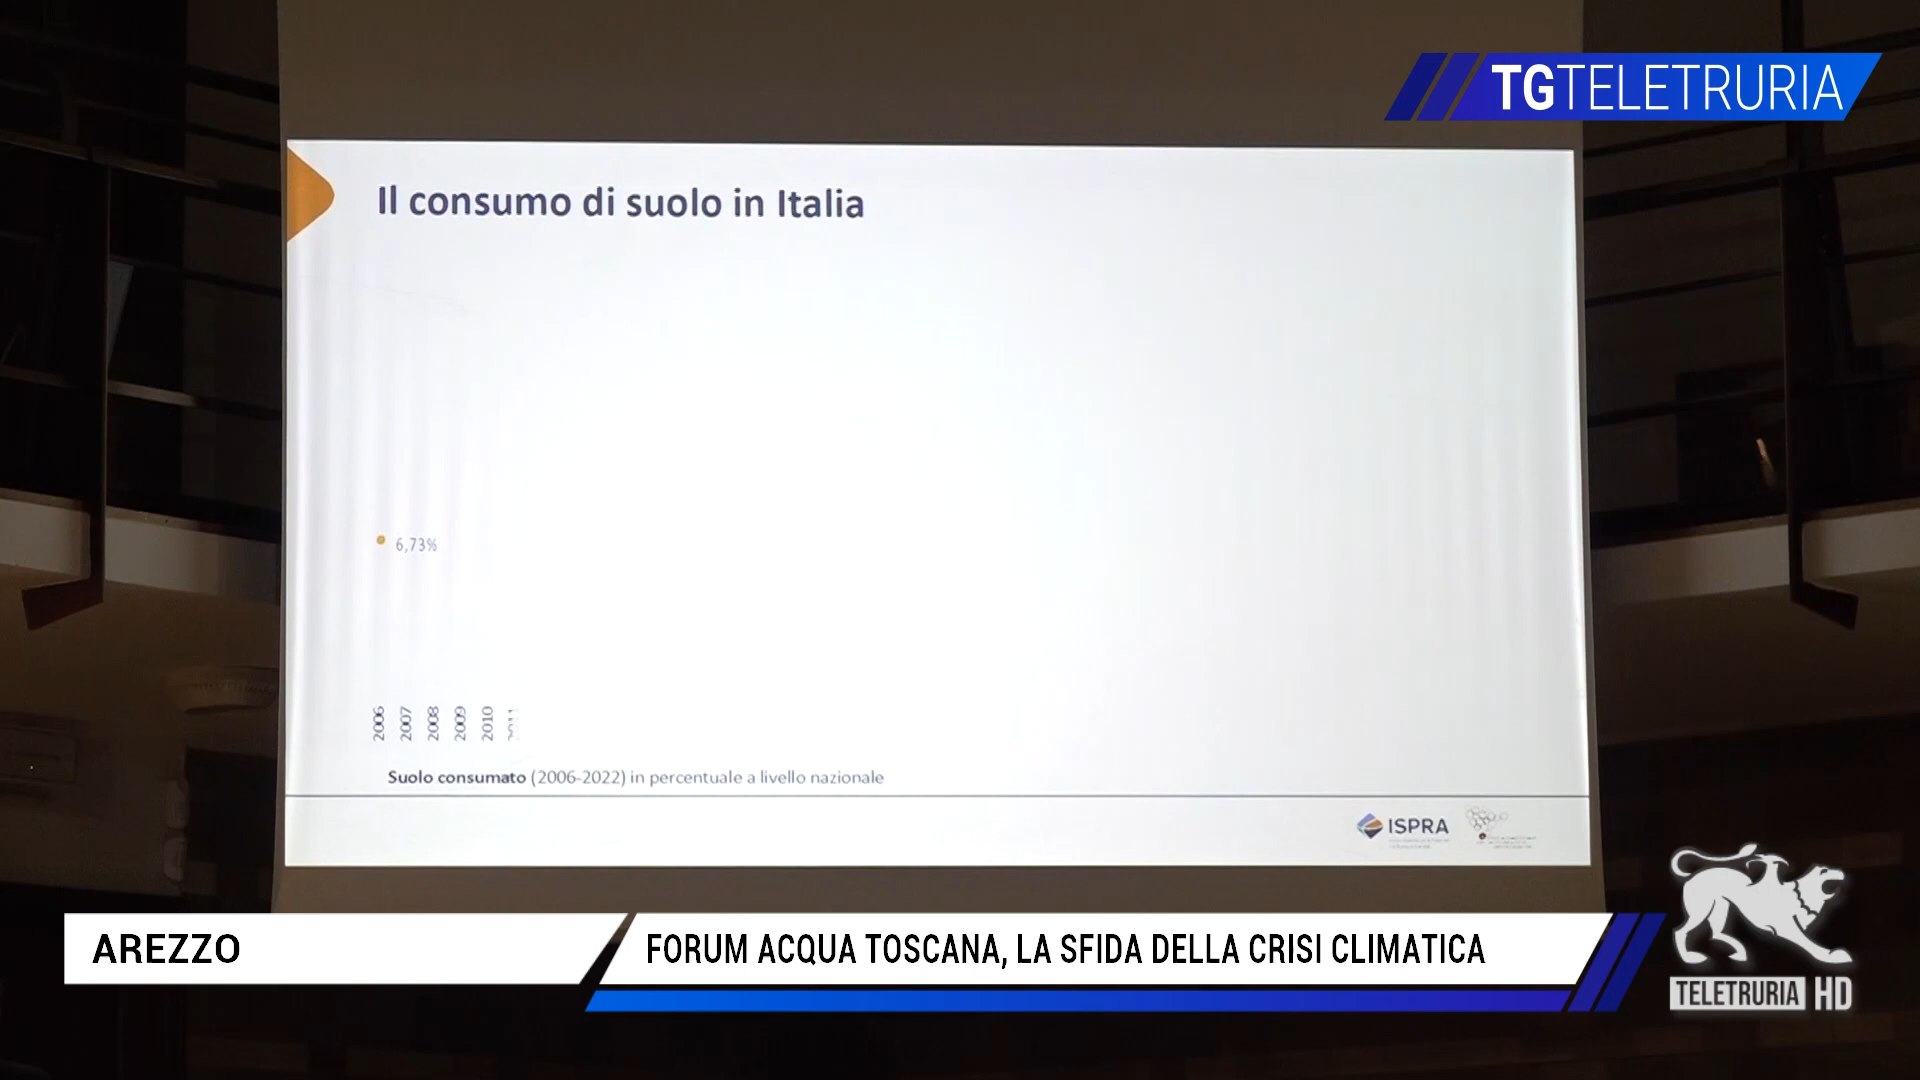 TGTELETRURIA
Il consumo di suolo in Italia
6,73%
2006
2007
2008
2009
2010
2011
Suolo consumato (2006-2022) in percentuale a livello nazionale
ISPRA
AREZZO
FORUM ACQUA TOSCANA, LA SFIDA DELLA CRISI CLIMATICA
TELETRURIA HD